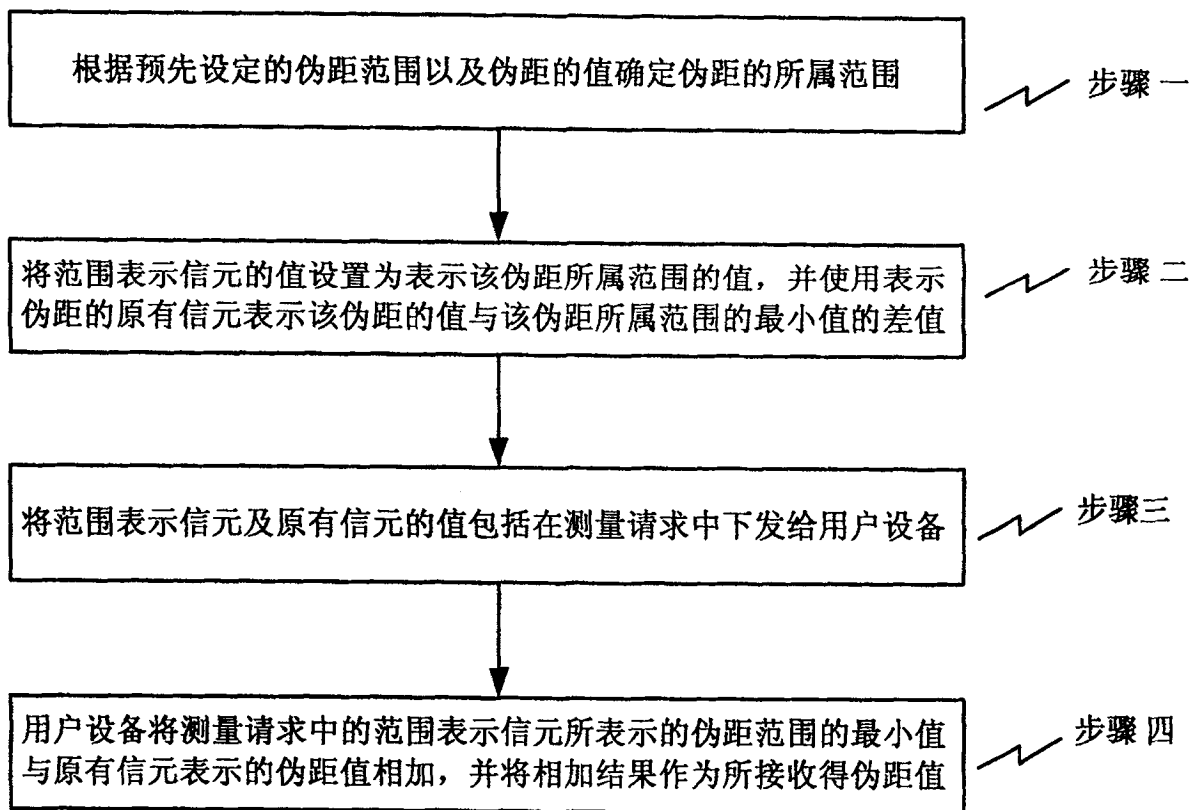 根据预先设定的伪距范围以及伪距的值确定伪距的所属范围
步骤 一
将范围表示信元的值设置为表示该伪距所属范围的值，并使用表示
伪距的原有信元表示该伪距的值与该伪距所属范围的最小值的差值
步骤 二
将范围表示信元及原有信元的值包括在测量请求中下发给用户设备
步骤三
用户设备将测量请求中的范围表示信元所表示的伪距范围的最小值
与原有信元表示的伪距值相加，并将相加结果作为所接收得伪距值
步骤 四